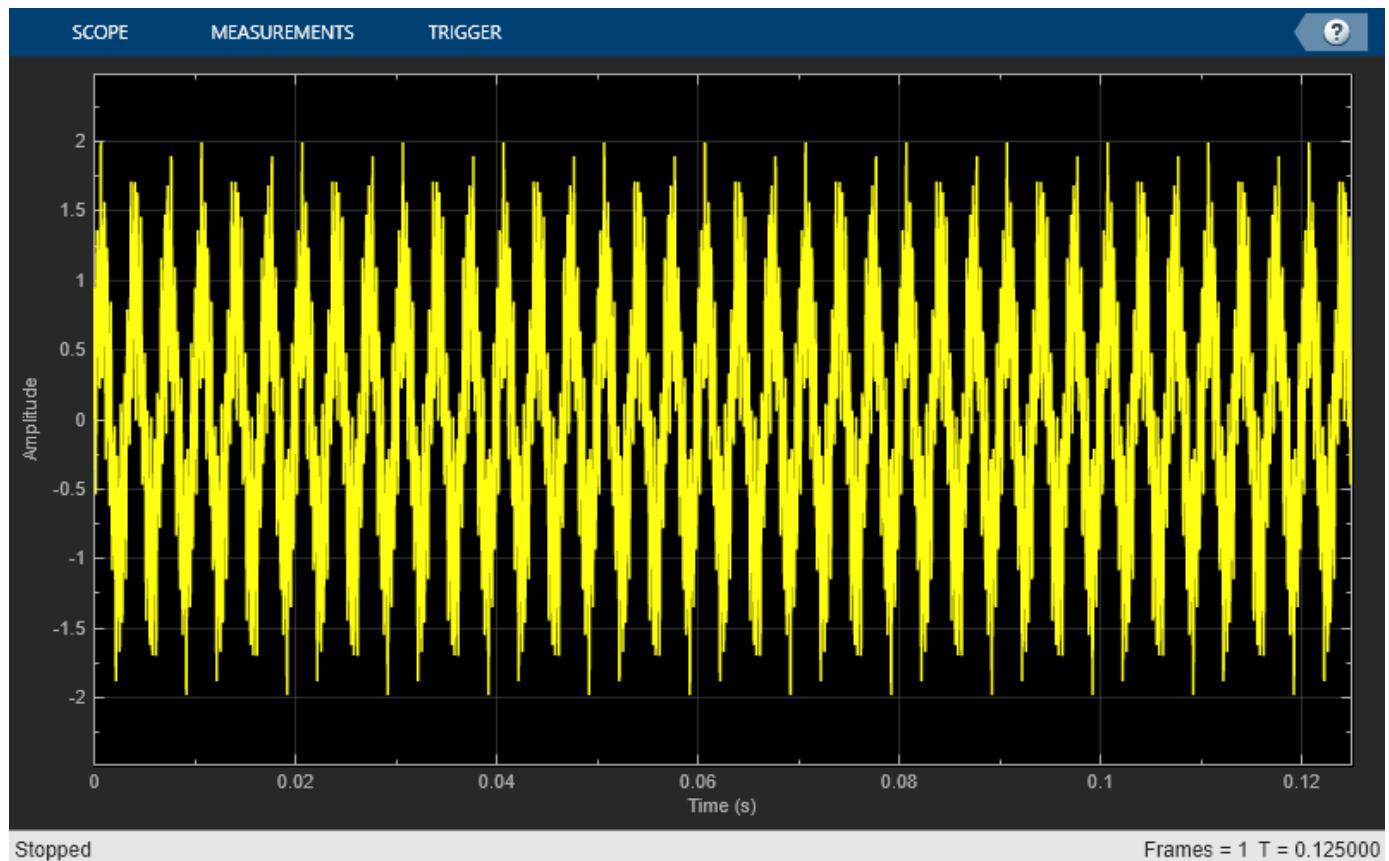 SCOPE MEASUREMENTS TRIGGER ?
2
1.5
1
0.5
0
-0.5
-1
-1.5
-2
Amplitude
0 0.02 0.04 0.06 0.08 0.1 0.12
Time (s)
Stopped Frames = 1 T = 0.125000